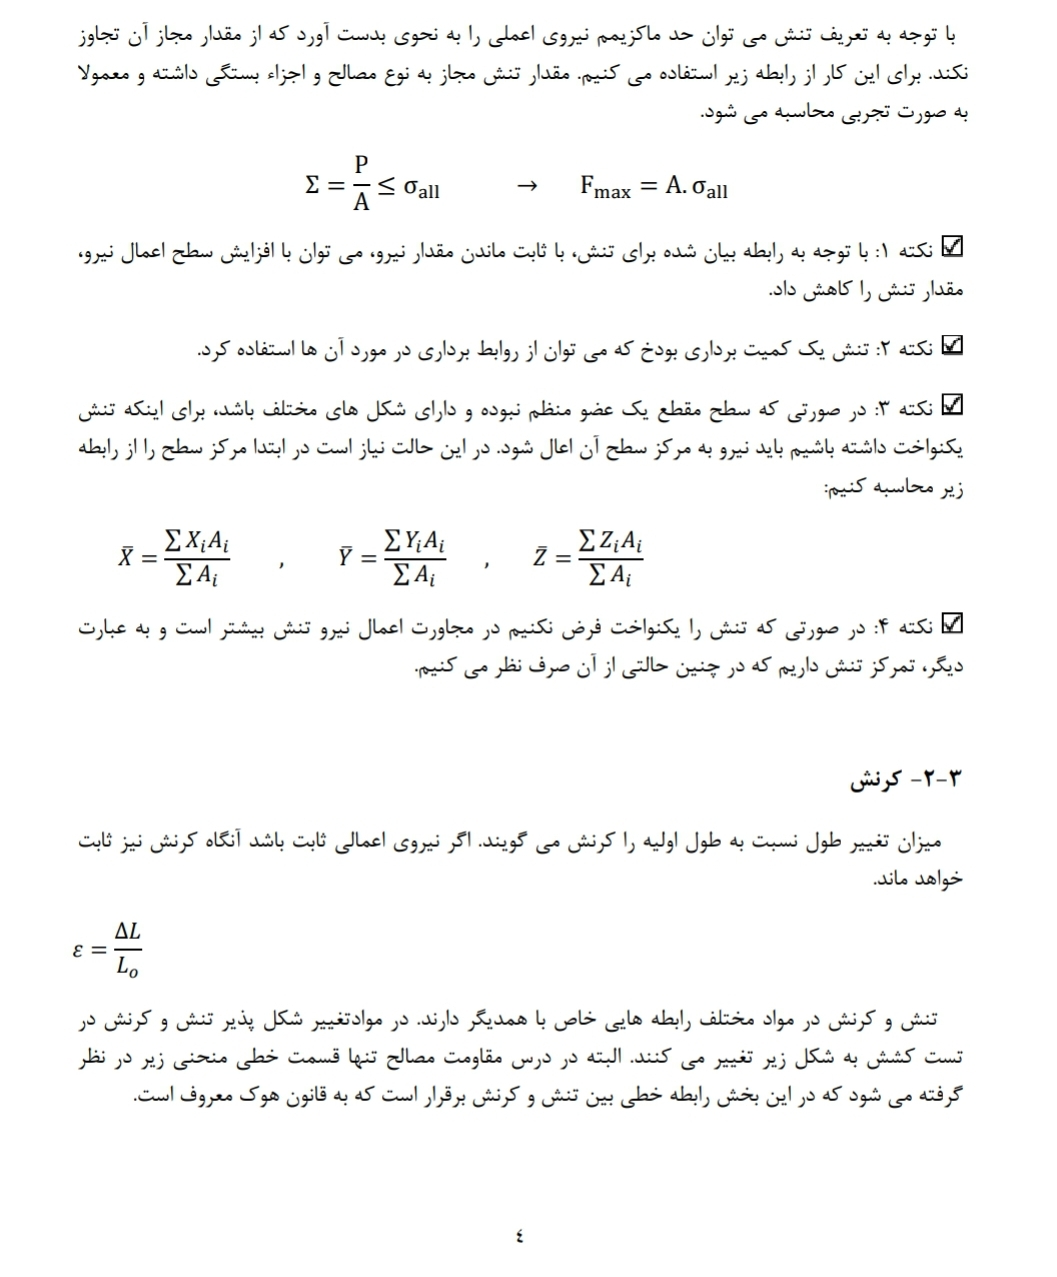 با توجه به تعریف تنش می توان حد ماکزیمم نیروی اعملی را به نحوی بدست آورد که از مقدار مجاز آن تجاوز
نکند. برای این کار از رابطه زیر استفاده می کنیم. مقدار تنش مجاز به نوع مصالح و اجزاء بستگی داشته و معمولا
به صورت تجربی محاسبه می شود.
Σ = P/A ≤ σ_all → F_max = A. σ_all
☑ نکته ۱: با توجه به رابطه بیان شده برای تنش، با ثابت ماندن مقدار نیرو، می توان با افزایش سطح اعمال نیرو،
مقدار تنش را کاهش داد.
☑ نکته ۲: تنش یک کمیت برداری بودخ که می توان از روابط برداری در مورد آن ها استفاده کرد.
☑ نکته ۳: در صورتی که سطح مقطع یک عضو منظم نبوده و دارای شکل های مختلف باشد، برای اینکه تنش
یکنواخت داشته باشیم باید نیرو به مرکز سطح آن اعال شود. در این حالت نیاز است در ابتدا مرکز سطح را از رابطه
زیر محاسبه کنیم:
X̄ = ∑ X_i A_i / ∑ A_i , Ȳ = ∑ Y_i A_i / ∑ A_i , Z̄ = ∑ Z_i A_i / ∑ A_i
☑ نکته ۴: در صورتی که تنش را یکنواخت فرض نکنیم در مجاورت اعمال نیرو تنش بیشتر است و به عبارت
دیگر، تمرکز تنش داریم که در چنین حالتی از آن صرف نظر می کنیم.
۳-۲- کرنش
میزان تغییر طول نسبت به طول اولیه را کرنش می گویند. اگر نیروی اعمالی ثابت باشد آنگاه کرنش نیز ثابت
خواهد ماند.
ε = ΔL / L_o
تنش و کرنش در مواد مختلف رابطه هایی خاص با همدیگر دارند. در موادتغییر شکل پذیر تنش و کرنش در
تست کشش به شکل زیر تغییر می کنند. البته در درس مقاومت مصالح تنها قسمت خطی منحنی زیر در نظر
گرفته می شود که در این بخش رابطه خطی بین تنش و کرنش برقرار است که به قانون هوک معروف است.
٤